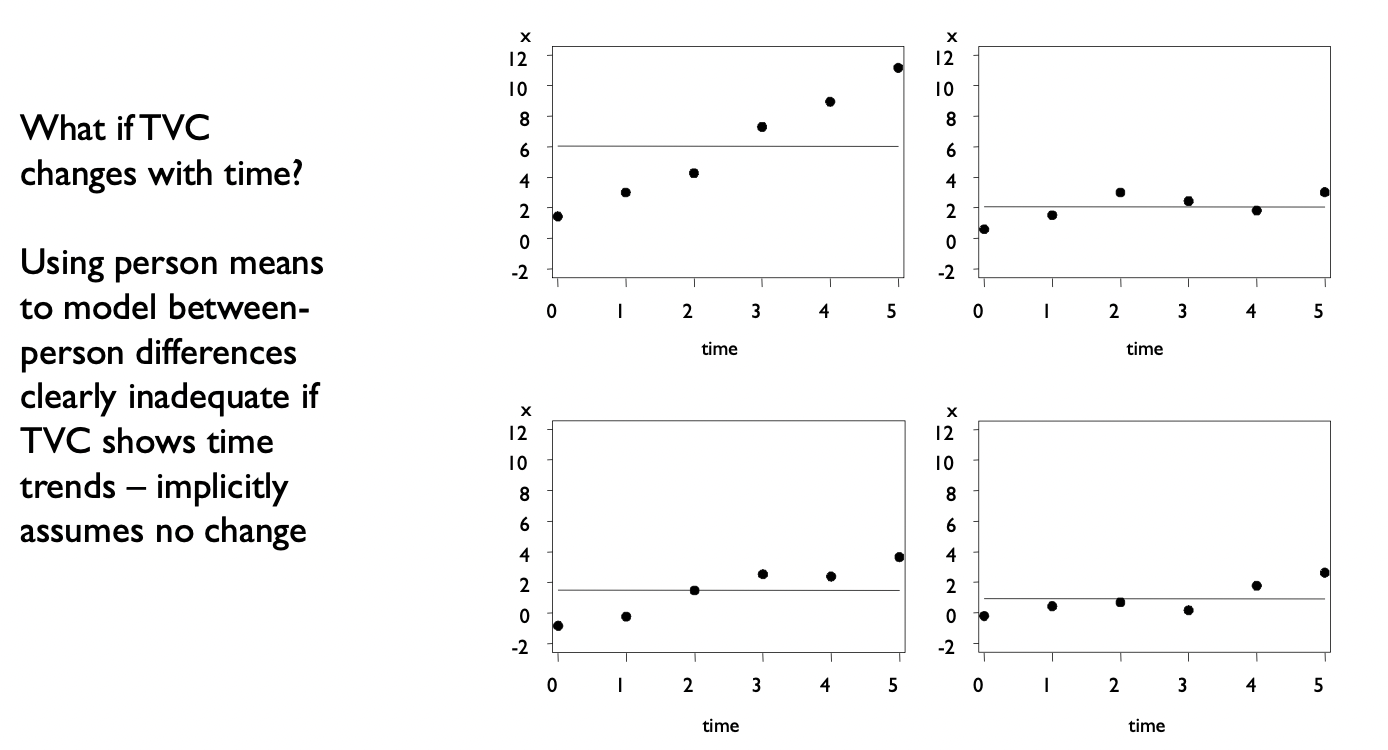 What if TVC
changes with time?
Using person means
to model between-
person differences
clearly inadequate if
TVC shows time
trends – implicitly
assumes no change
x
12
10
8
6
4
2
0
-2
0 1 2 3 4 5
time
x
12
10
8
6
4
2
0
-2
0 1 2 3 4 5
time
x
12
10
8
6
4
2
0
-2
0 1 2 3 4 5
time
x
12
10
8
6
4
2
0
-2
0 1 2 3 4 5
time